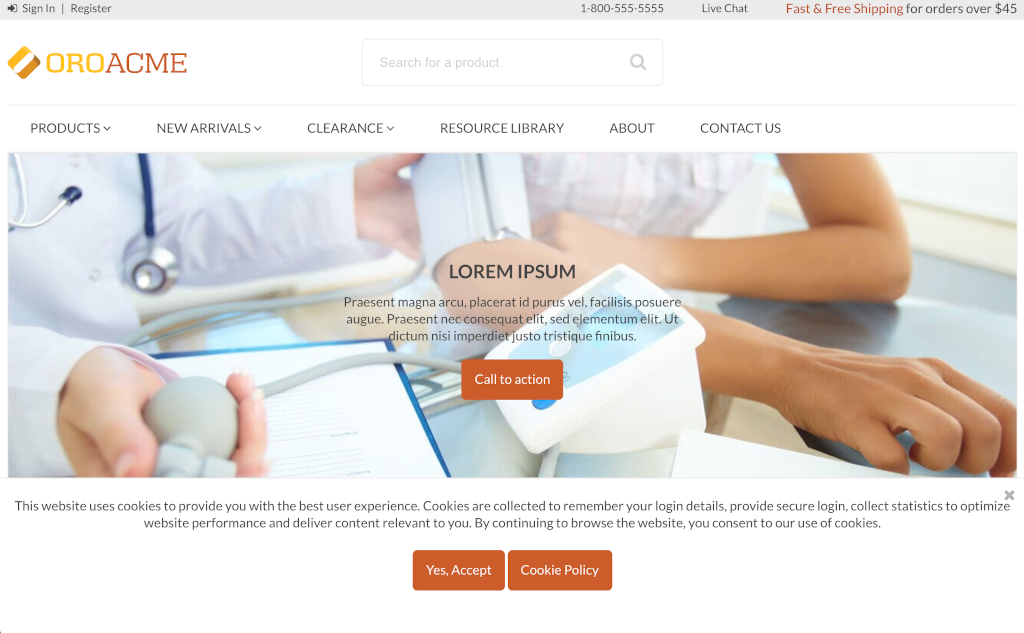 Sign In | Register
1-800-555-5555
Live Chat
Fast & Free Shipping for orders over $45
OROACME
Search for a product
PRODUCTS
NEW ARRIVALS
CLEARANCE
RESOURCE LIBRARY
ABOUT
CONTACT US
LOREM IPSUM
Praesent magna arcu, placerat id purus vel, facilisis posuere
augue. Praesent nec consequat elit, sed elementum elit. Ut
dictum nisi imperdiet justo tristique finibus.
Call to action
This website uses cookies to provide you with the best user experience. Cookies are collected to remember your login details, provide secure login, collect statistics to optimize
website performance and deliver content relevant to you. By continuing to browse the website, you consent to our use of cookies.
Yes, Accept
Cookie Policy